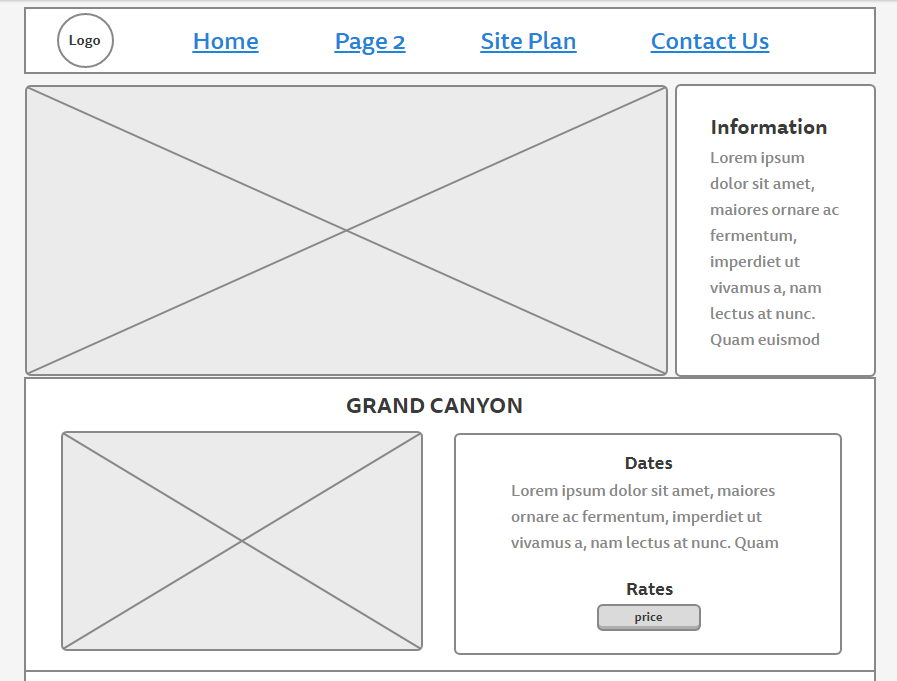 Logo
Home Page 2 Site Plan Contact Us
Information
Lorem ipsum
dolor sit amet,
maiores ornare ac
fermentum,
imperdiet ut
vivamus a, nam
lectus at nunc.
Quam euismod
GRAND CANYON
Dates
Lorem ipsum dolor sit amet, maiores
ornare ac fermentum, imperdiet ut
vivamus a, nam lectus at nunc. Quam
Rates
price